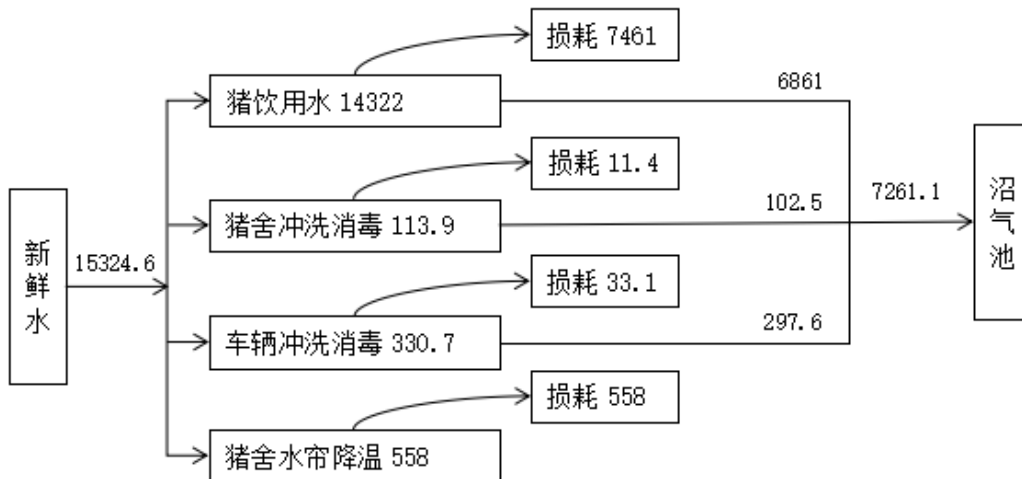 损耗 7461
6861
猪饮用水 14322
损耗 11.4
102.5
7261.1
猪舍冲洗消毒 113.9
沼气池
新鲜水
15324.6
损耗 33.1
297.6
车辆冲洗消毒 330.7
损耗 558
猪舍水帘降温 558